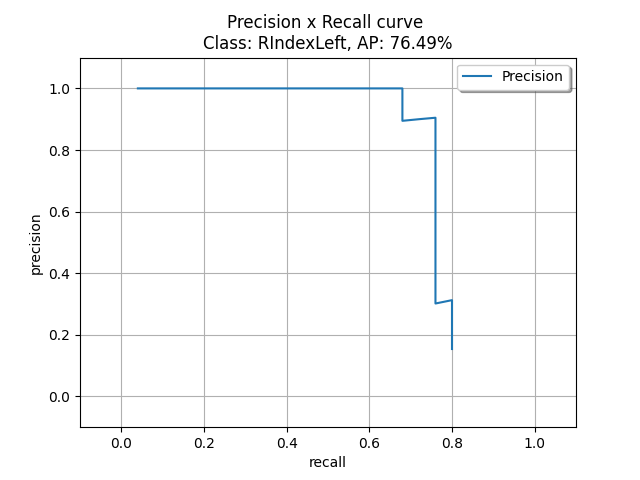 Precision x Recall curve
Class: RIndexLeft, AP: 76.49%
Precision
1.0
0.8
0.6
0.4
0.2
0.0
precision
0.0 0.2 0.4 0.6 0.8 1.0
recall